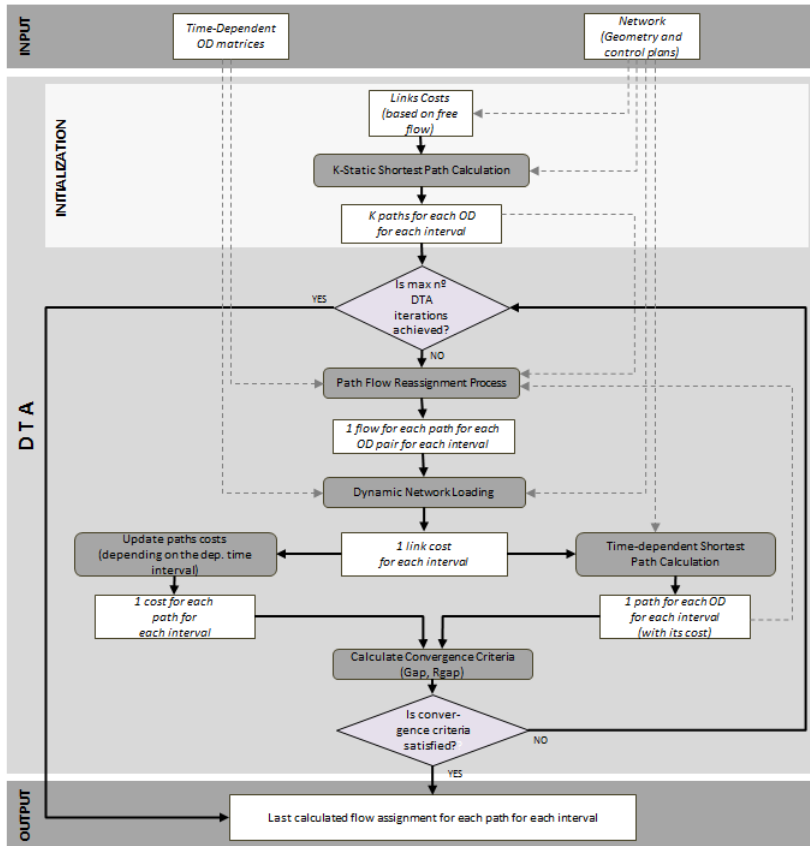 INPUT
Time-Dependent
OD matrices
Network
(Geometry and
control plans)
DTA
INITIALIZATION
Links Costs
(based on free
flow)
K-Static Shortest Path Calculation
K paths for each OD
for each interval
Is max nº
DTA
iterations
achieved?
YES
NO
Path Flow Reassignment Process
1 flow for each path for each
OD pair for each interval
Dynamic Network Loading
1 link cost
for each interval
Update paths costs
(depending on the dep. time
interval)
Time-dependent Shortest
Path Calculation
1 cost for each
path for
each interval
1 path for each OD
for each interval
(with its cost)
Calculate Convergence Criteria
(Gap, Rgap)
Is conver-
gence criteria
satisfied?
NO
YES
OUTPUT
Last calculated flow assignment for each path for each interval